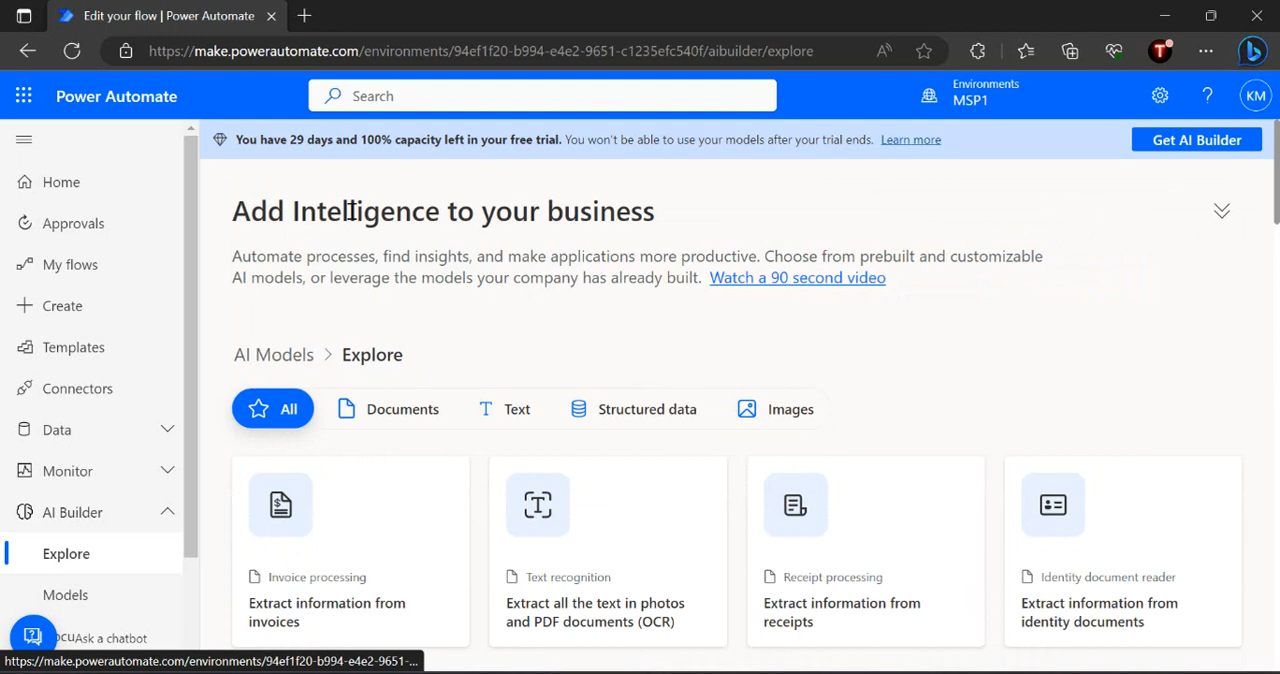 Edit your flow | Power Automate
https://make.powerautomate.com/environments/94ef1f20-b994-e4e2-9651-c1235efc540f/aibuilder/explore
Power Automate
Search
Environments
MSP1
KM
You have 29 days and 100% capacity left in your free trial. You won't be able to use your models after your trial ends. Learn more
Get AI Builder
Home
Approvals
My flows
Create
Templates
Connectors
Data
Monitor
AI Builder
Explore
Models
Ask a chatbot
Add Intelligence to your business
Automate processes, find insights, and make applications more productive. Choose from prebuilt and customizable
AI models, or leverage the models your company has already built. Watch a 90 second video
AI Models > Explore
All
Documents
Text
Structured data
Images
Invoice processing
Extract information from
invoices
Text recognition
Extract all the text in photos
and PDF documents (OCR)
Receipt processing
Extract information from
receipts
Identity document reader
Extract information from
identity documents
https://make.powerautomate.com/environments/94ef1f20-b994-e4e2-9651-...